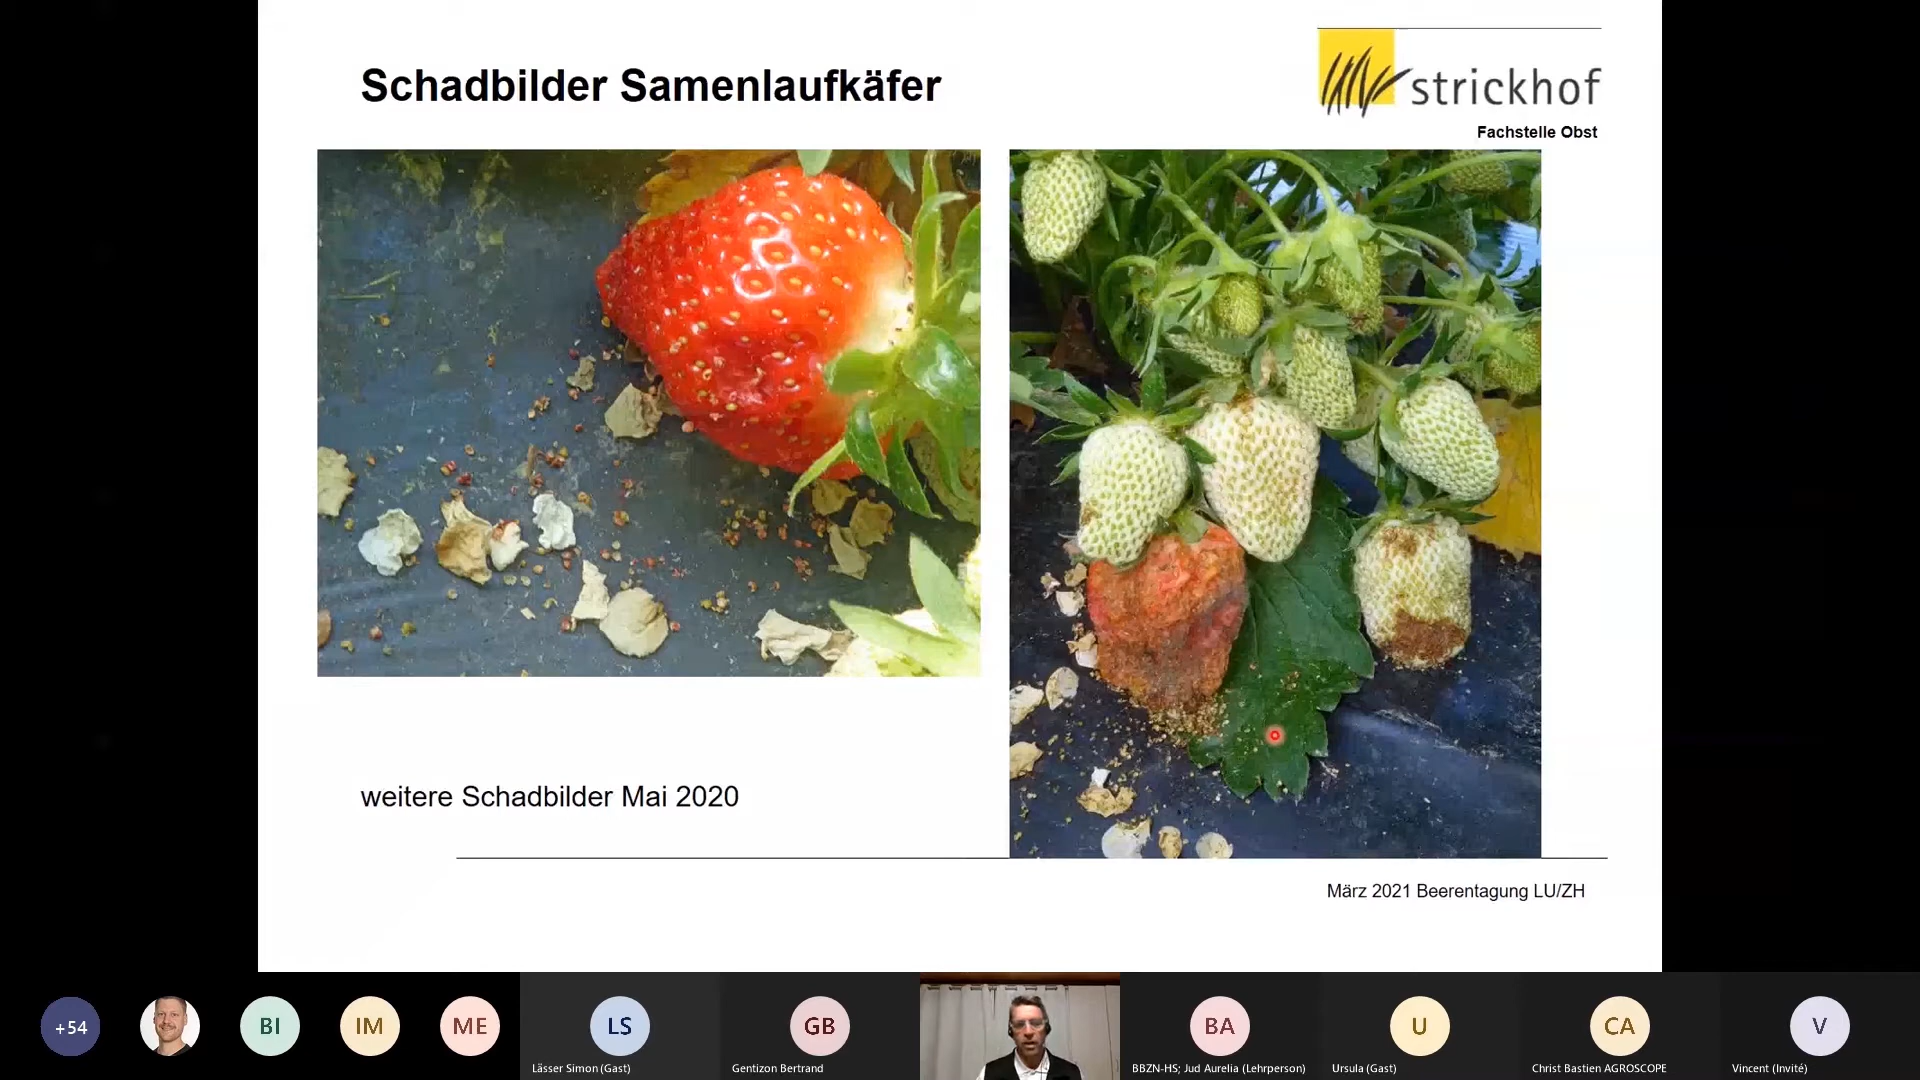 Schadbilder Samenlaufkäfer
strickhof
Fachstelle Obst
weitere Schadbilder Mai 2020
März 2021 Beerentagung LU/ZH
+54
BI
IM
ME
LS
GB
BA
U
CA
V
Lässer Simon (Gast)
Gentizon Bertrand
BBZN-HS; Jud Aurelia (Lehrperson)
Ursula (Gast)
Christ Bastien AGROSCOPE
Vincent (Invité)